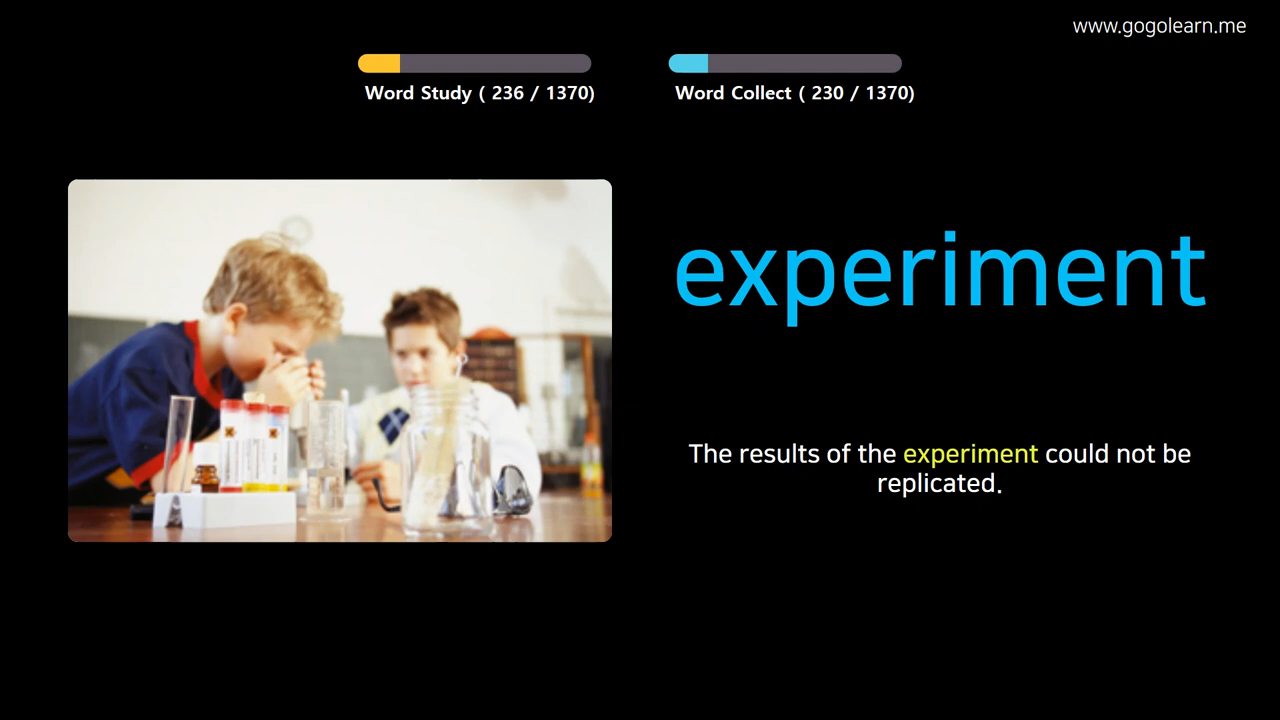 www.gogolearn.me
Word Study ( 236 / 1370)
Word Collect ( 230 / 1370)
experiment
The results of the experiment could not be
replicated.